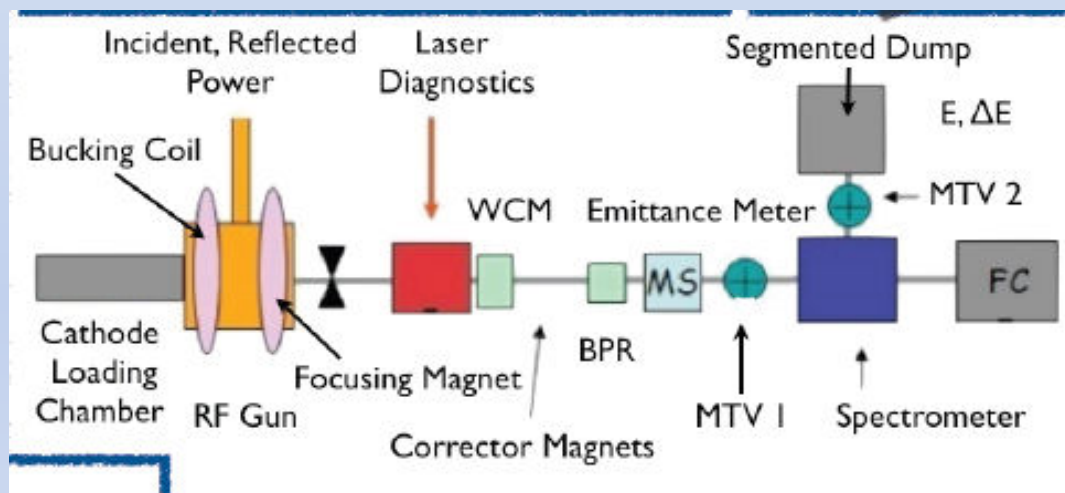 Incident, Reflected
Power
Laser
Diagnostics
Segmented Dump
E, ΔE
Bucking Coil
WCM
Emittance Meter
MTV 2
MS
FC
Cathode
Loading
Chamber
RF Gun
Focusing Magnet
BPR
Corrector Magnets
MTV 1
Spectrometer